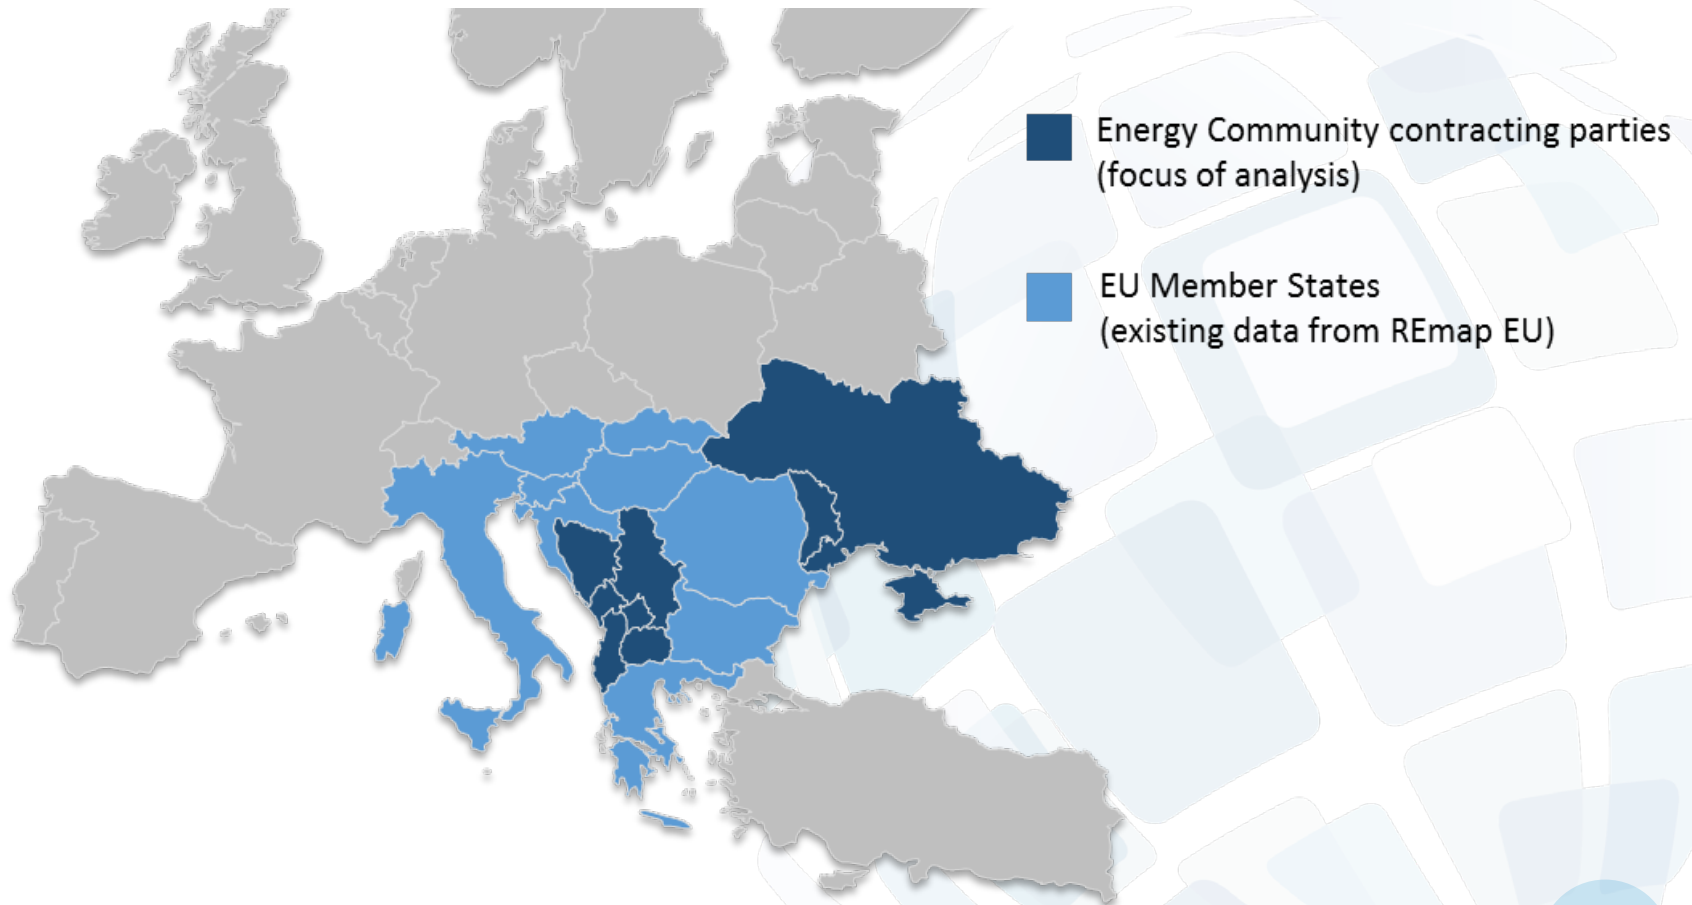 Energy Community contracting parties
(focus of analysis)
EU Member States
(existing data from REmap EU)